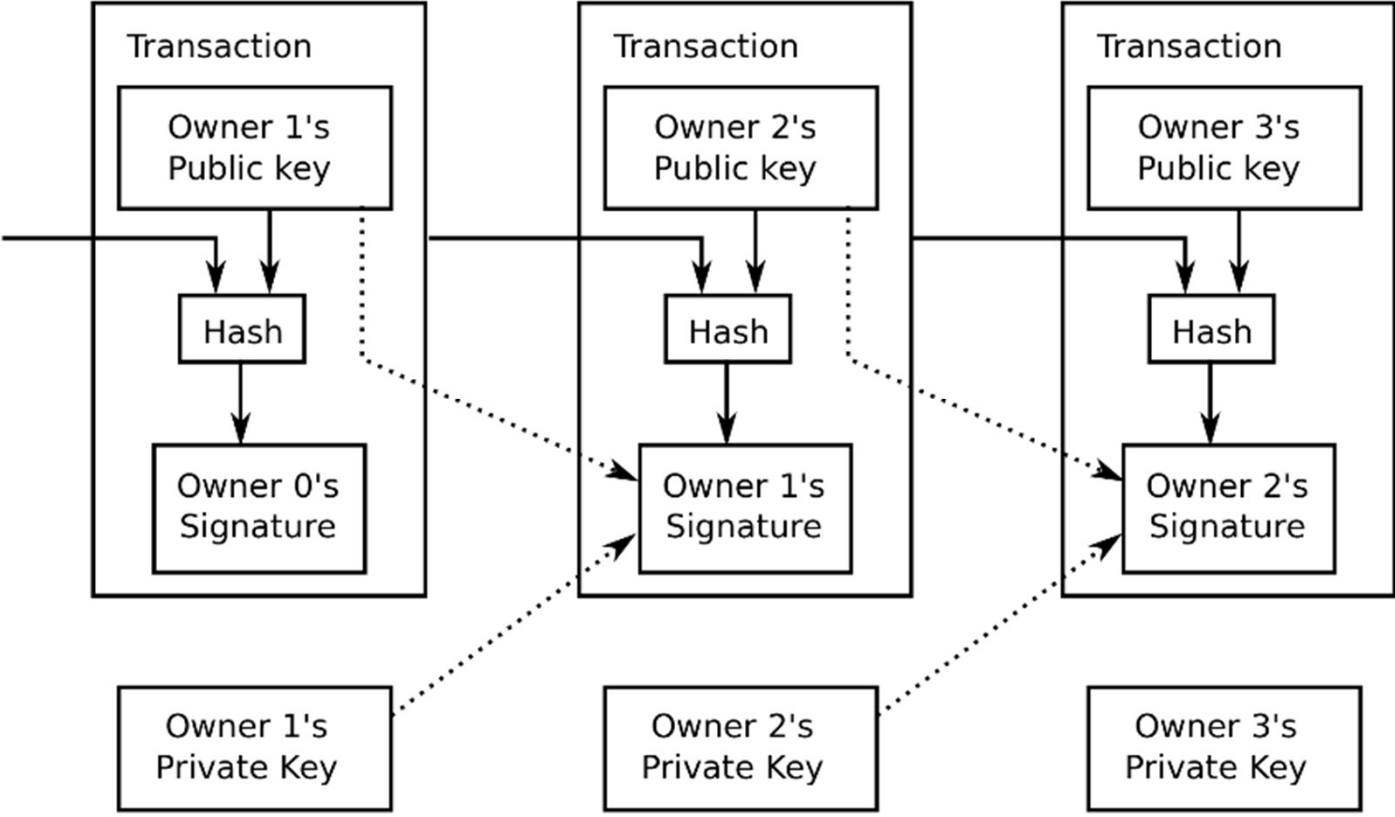 Transaction
Owner 1's
Public key
Hash
Owner 0's
Signature
Owner 1's
Private Key
Transaction
Owner 2's
Public key
Hash
Owner 1's
Signature
Owner 2's
Private Key
Transaction
Owner 3's
Public key
Hash
Owner 2's
Signature
Owner 3's
Private Key